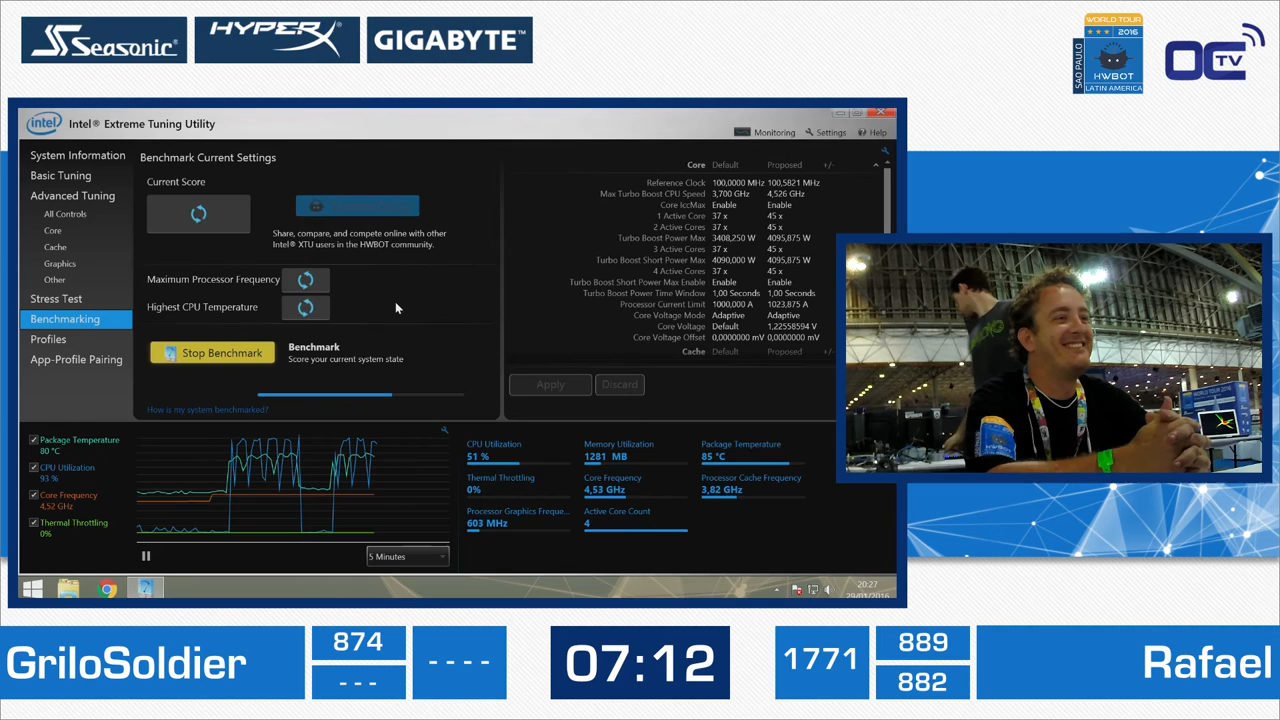 Seasonic®
HYPERX®
GIGABYTE™
WORLD TOUR
2016
SAO PAULO
HWBOT
LATIN AMERICA
OC TV
intel Intel® Extreme Tuning Utility
Monitoring Settings Help
System Information
Basic Tuning
Advanced Tuning
All Controls
Core
Cache
Graphics
Other
Stress Test
Benchmarking
Profiles
App-Profile Pairing
Benchmark Current Settings
Current Score
Share, compare, and compete online with other
Intel® XTU users in the HWBOT community.
Maximum Processor Frequency
Highest CPU Temperature
Stop Benchmark
Benchmark
Score your current system state
How is my system benchmarked?
Core Default Proposed +/-
Reference Clock 100,0000 MHz 100,5821 MHz
Max Turbo Boost CPU Speed 3,700 GHz 4,526 GHz
Core IccMax Enable Enable
1 Active Core 37 x 45 x
2 Active Cores 37 x 45 x
Turbo Boost Power Max 3408,250 W 4095,875 W
3 Active Cores 37 x 45 x
Turbo Boost Short Power Max 4090,000 W 4095,875 W
4 Active Cores 37 x 45 x
Turbo Boost Short Power Max Enable Enable Enable
Turbo Boost Power Time Window 1,00 Seconds 1,00 Seconds
Processor Current Limit 1000,000 A 1023,875 A
Core Voltage Mode Adaptive Adaptive
Core Voltage Default 1,22558594 V
Core Voltage Offset 0,0000000 mV 0,0000000 mV
Cache Default Proposed
Apply Discard
Package Temperature
80 °C
CPU Utilization
93 %
Core Frequency
4,52 GHz
Thermal Throttling
0%
5 Minutes
CPU Utilization
51 %
Memory Utilization
1281 MB
Package Temperature
85 °C
Thermal Throttling
0%
Core Frequency
4,53 GHz
Processor Cache Frequency
3,82 GHz
Processor Graphics Freque...
603 MHz
Active Core Count
4
20:27
29/01/2016
WORLD TOUR 2016
GriloSoldier
874
- - -
- - - -
07:12
1771
889
882
Rafael